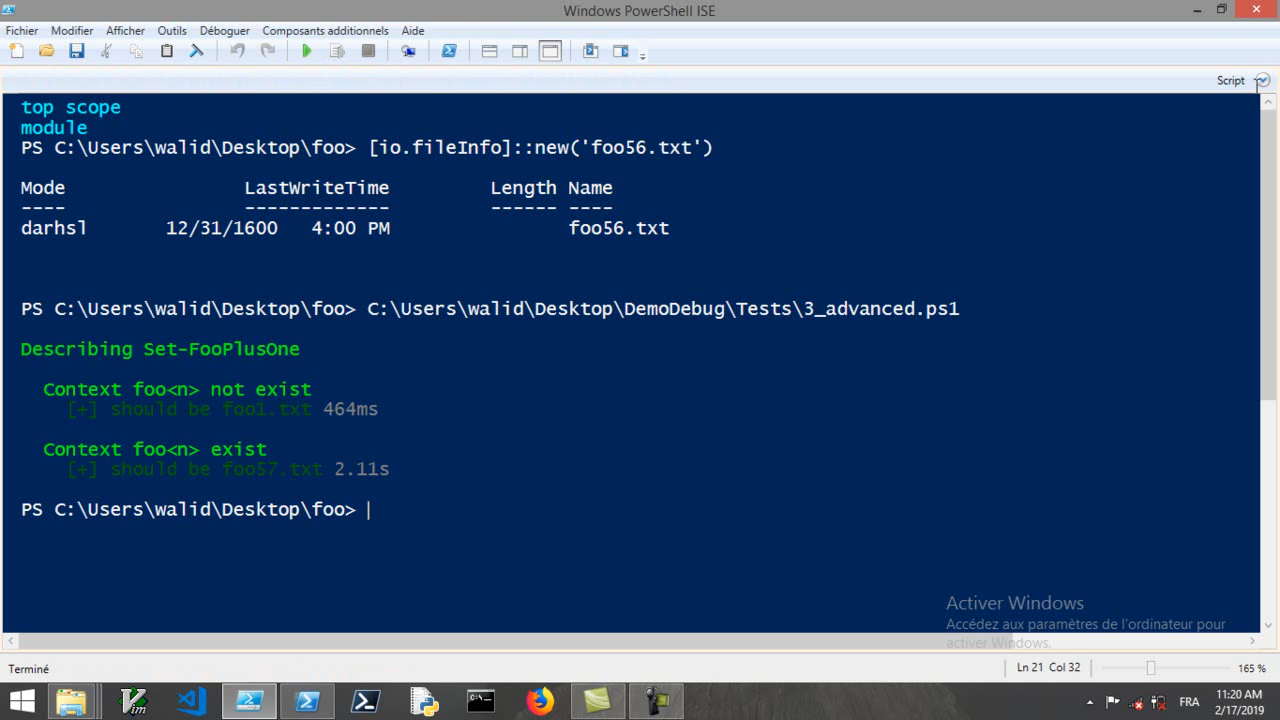 Windows PowerShell ISE
Fichier Modifier Afficher Outils Déboguer Composants additionnels Aide
Script
top scope
module
PS C:\Users\walid\Desktop\foo> [io.fileInfo]::new('foo56.txt')
Mode LastWriteTime Length Name
---- ------------- ------ ----
darhsl 12/31/1600 4:00 PM foo56.txt
PS C:\Users\walid\Desktop\foo> C:\Users\walid\Desktop\DemoDebug\Tests\3_advanced.ps1
Describing Set-FooPlusOne
Context foo<n> not exist
[+] should be foo1.txt 464ms
Context foo<n> exist
[+] should be foo57.txt 2.11s
PS C:\Users\walid\Desktop\foo>
Activer Windows
Accédez aux paramètres de l'ordinateur pour
activer Windows.
Terminé
Ln 21 Col 32
165 %
Vim
C:\
FRA
11:20 AM
2/17/2019